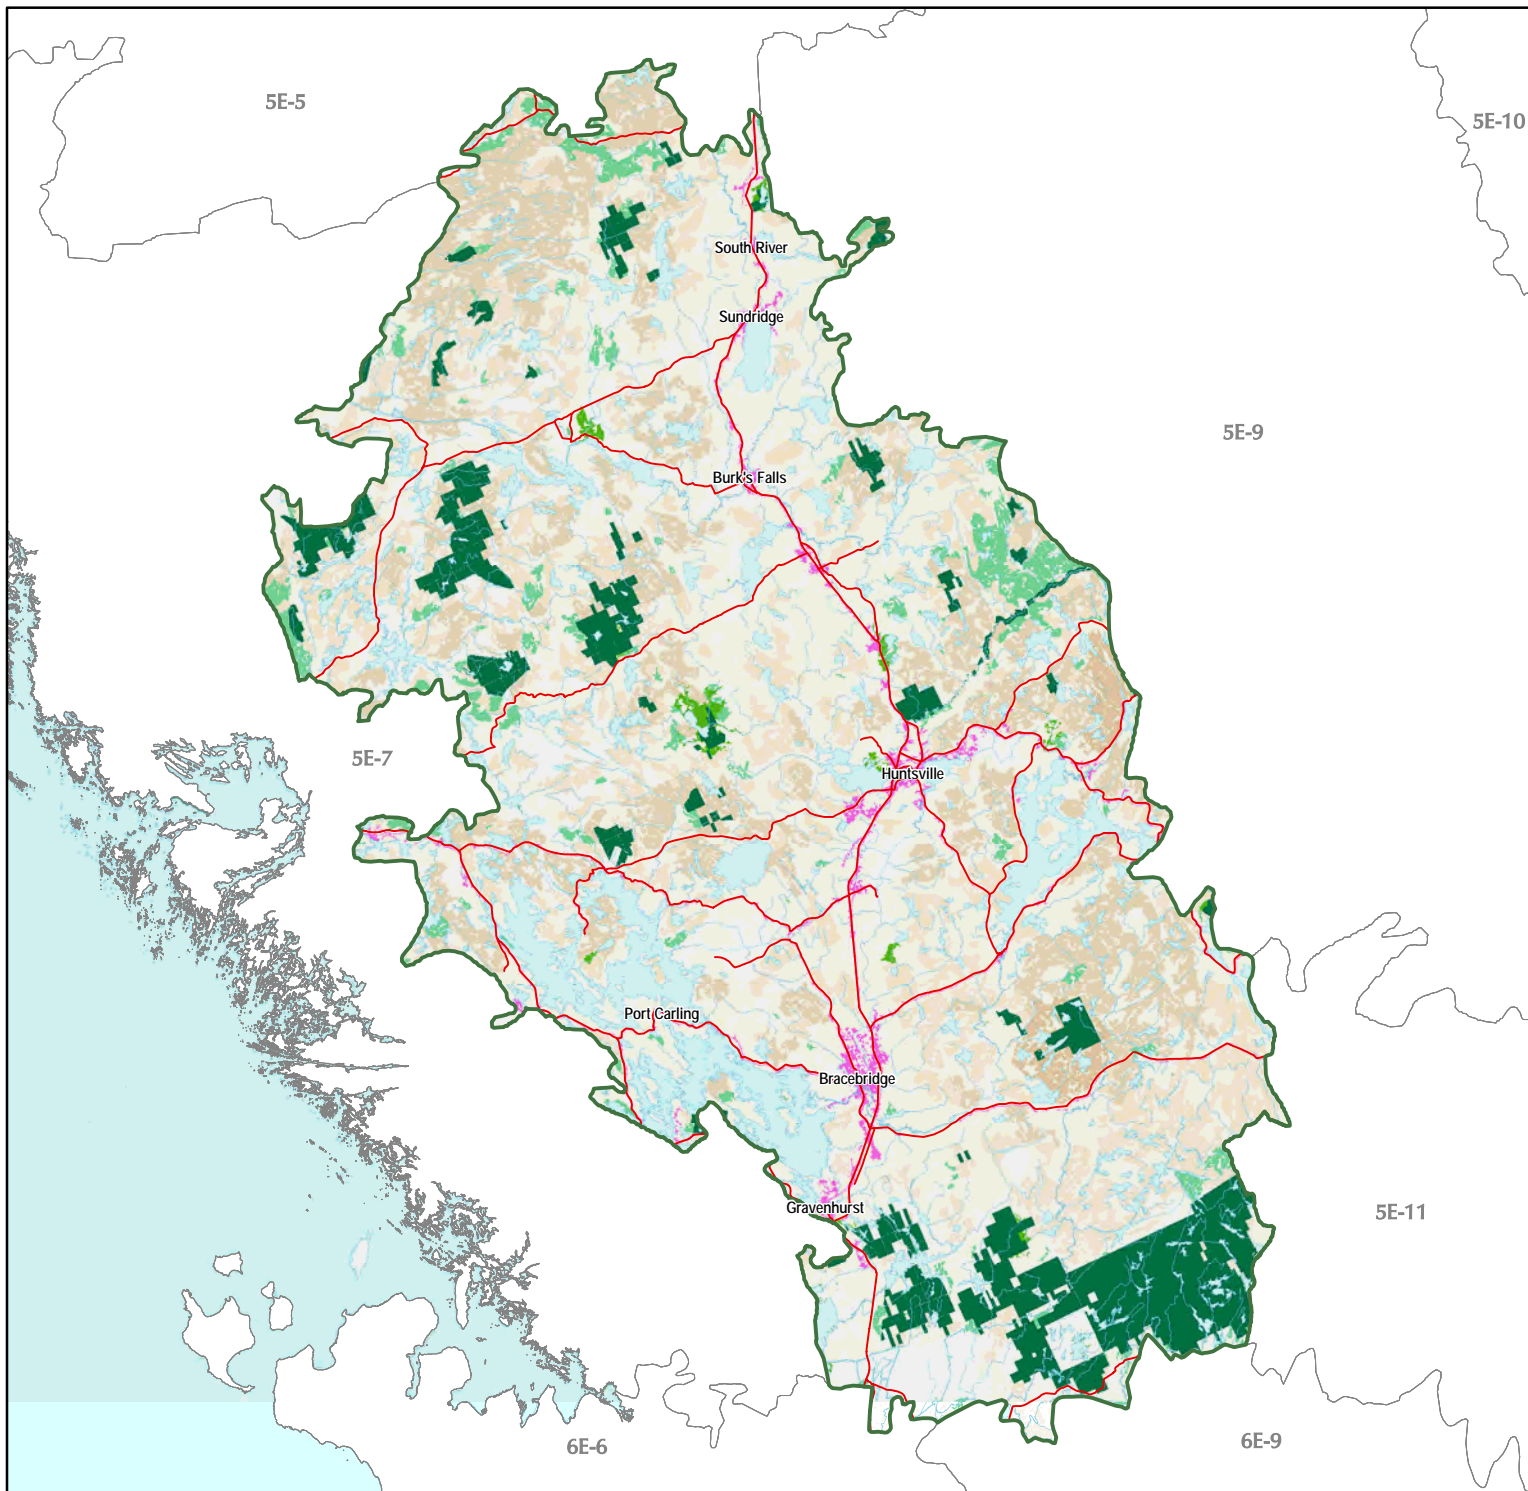 5E-5
5E-10
South River
Sundridge
5E-9
Burk's Falls
5E-7
Huntsville
Port Carling
Bracebridge
Gravenhurst
5E-11
6E-6
6E-9